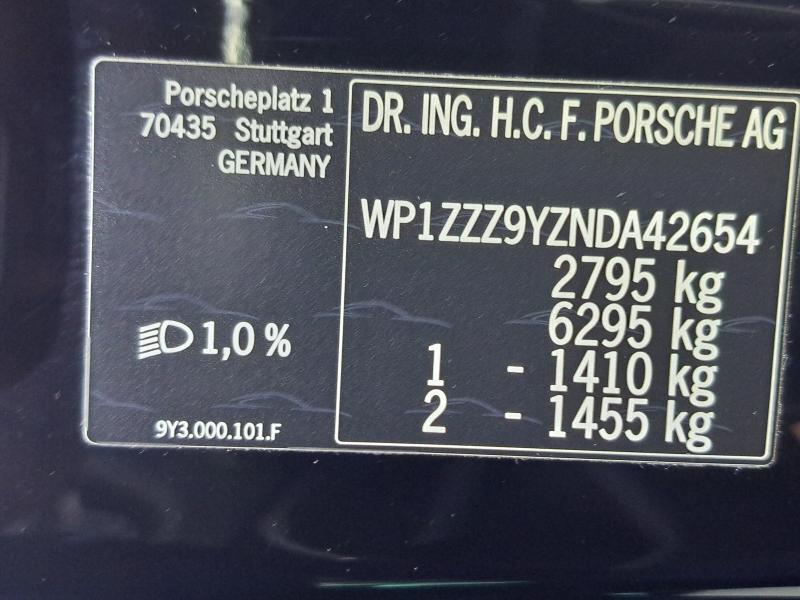 Porscheplatz 1
70435 Stuttgart
GERMANY
DR. ING. H.C. F. PORSCHE AG
WP1ZZZ9YZNDA42654
2795 kg
6295 kg
1 - 1410 kg
2 - 1455 kg
1,0 %
9Y3.000.101.F